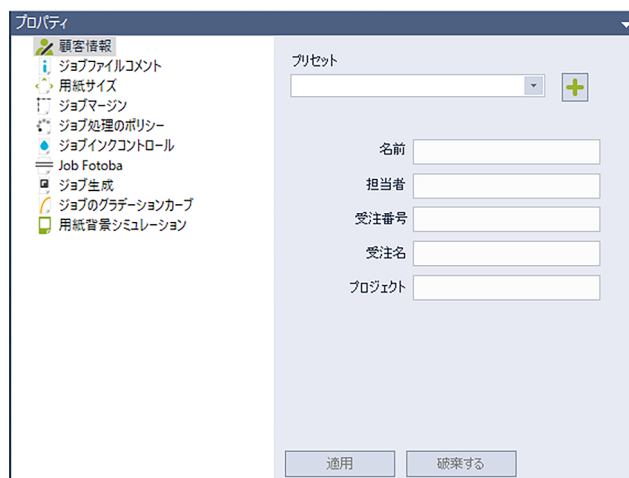 プロパティ
顧客情報
ジョブファイルコメント
用紙サイズ
ジョブマージン
ジョブ処理のポリシー
ジョブインクコントロール
Job Fotoba
ジョブ生成
ジョブのグラデーションカーブ
用紙背景シミュレーション
プリセット
名前
担当者
受注番号
受注名
プロジェクト
適用
破棄する